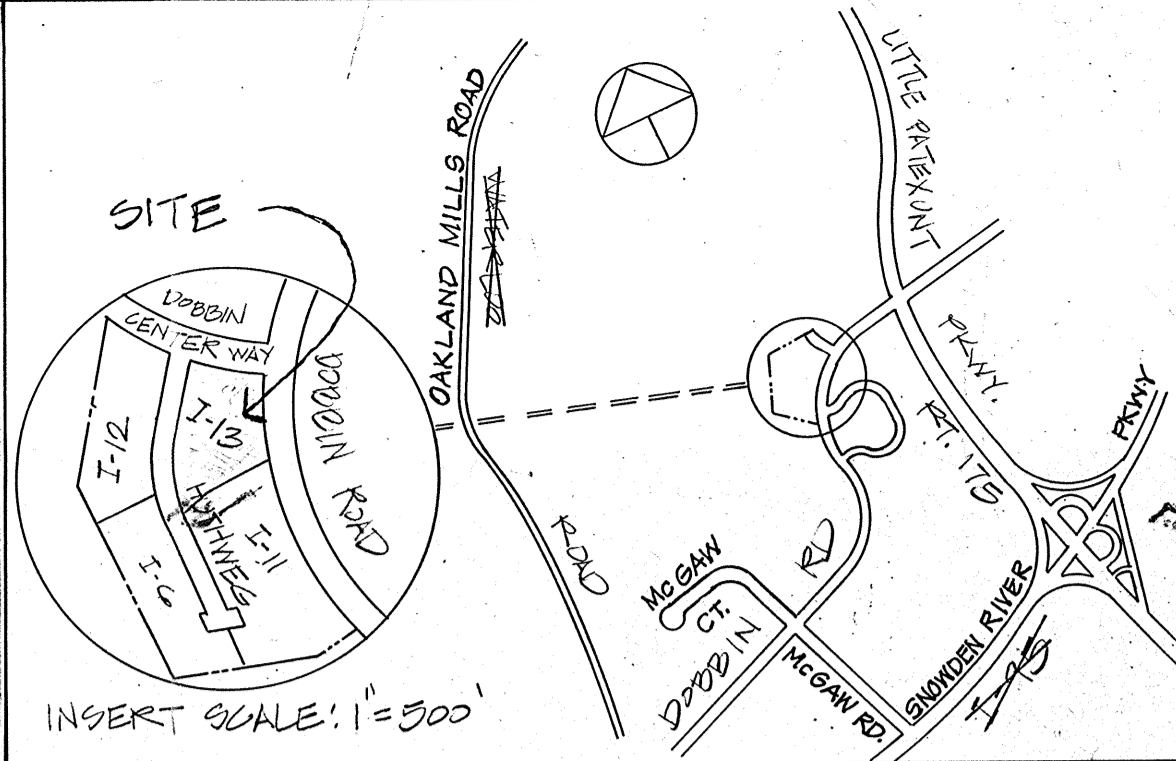 SITE
DOBBIN
CENTER WAY
I-12
I-13
I-11
I-6
DOBBIN ROAD
INSERT SCALE: 1"=500'
OAKLAND MILLS ROAD
ROAD
LITTLE PATEXUNT
PKWY.
RT. 175
PKWY
McGAW
CT.
DOBBIN
RD
McGAW RD.
SNOWDEN RIVER